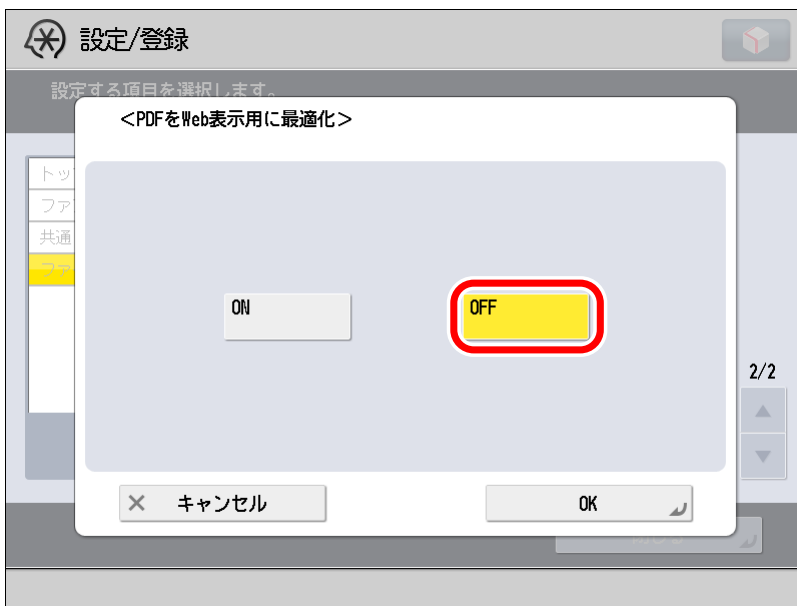 設定/登録
設定する項目を選択します。
<PDFをWeb表示用に最適化>
トッ
ファ
共通
ファ
ON
OFF
2/2
キャンセル
OK